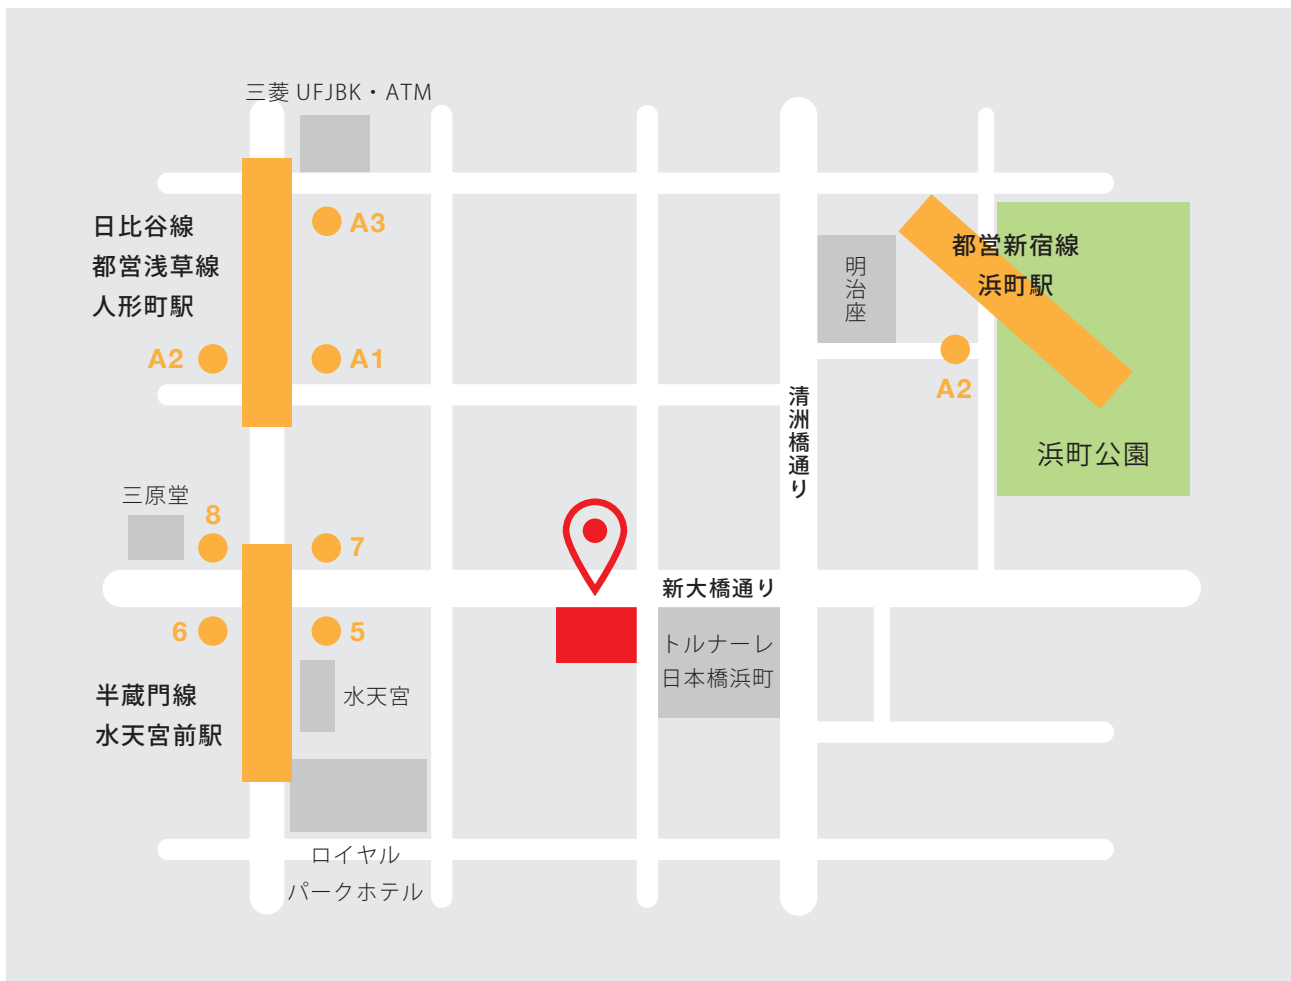 三菱 UFJBK・ATM
日比谷線
都営浅草線
人形町駅
A3
A2
A1
都営新宿線
浜町駅
明治座
A2
清洲橋通り
浜町公園
三原堂
8
7
新大橋通り
6
5
トルナーレ
日本橋浜町
半蔵門線
水天宮前駅
水天宮
ロイヤル
パークホテル